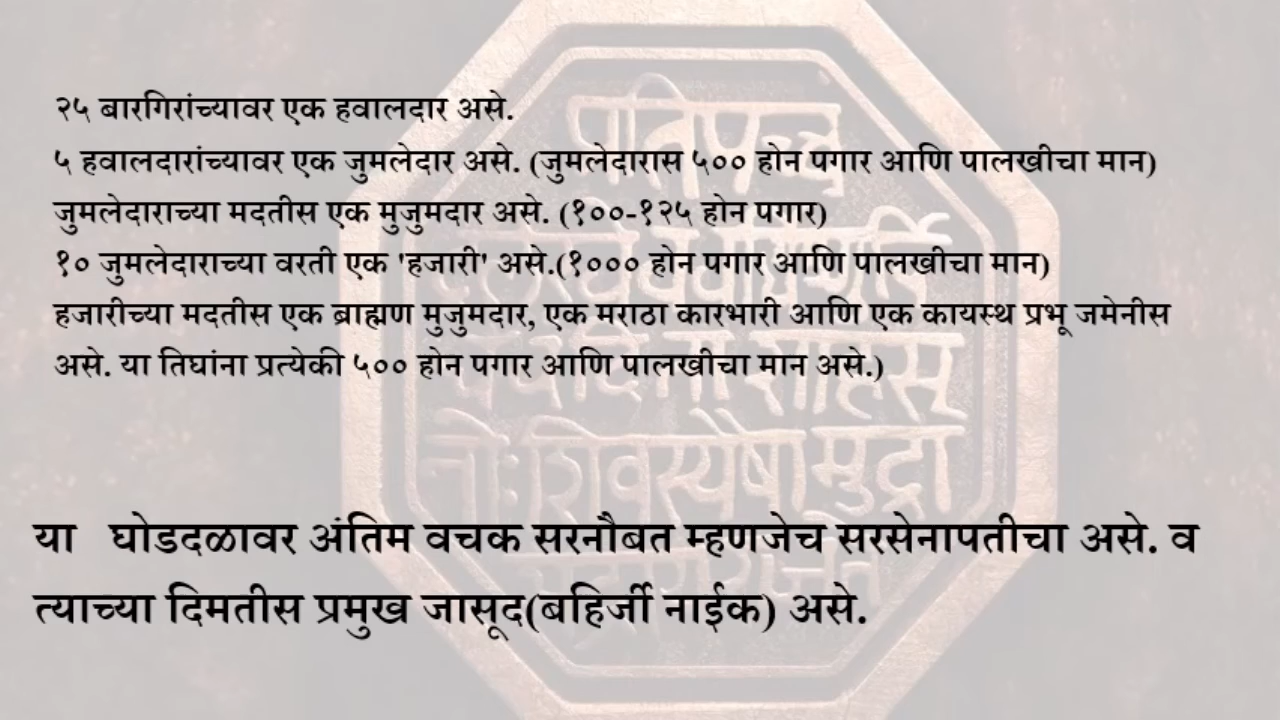 २५ बारगिरांच्यावर एक हवालदार असे.
५ हवालदारांच्यावर एक जुमलेदार असे. (जुमलेदारास ५०० होन पगार आणि पालखीचा मान)
जुमलेदाराच्या मदतीस एक मुजुमदार असे. (१००-१२५ होन पगार)
१० जुमलेदाराच्या वरती एक 'हजारी' असे.(१००० होन पगार आणि पालखीचा मान)
हजारीच्या मदतीस एक ब्राह्मण मुजुमदार, एक मराठा कारभारी आणि एक कायस्थ प्रभू जमेनीस
असे. या तिघांना प्रत्येकी ५०० होन पगार आणि पालखीचा मान असे.)
या घोडदळावर अंतिम वचक सरनौबत म्हणजेच सरसेनापतीचा असे. व
त्याच्या दिमतीस प्रमुख जासूद(बहिर्जी नाईक) असे.